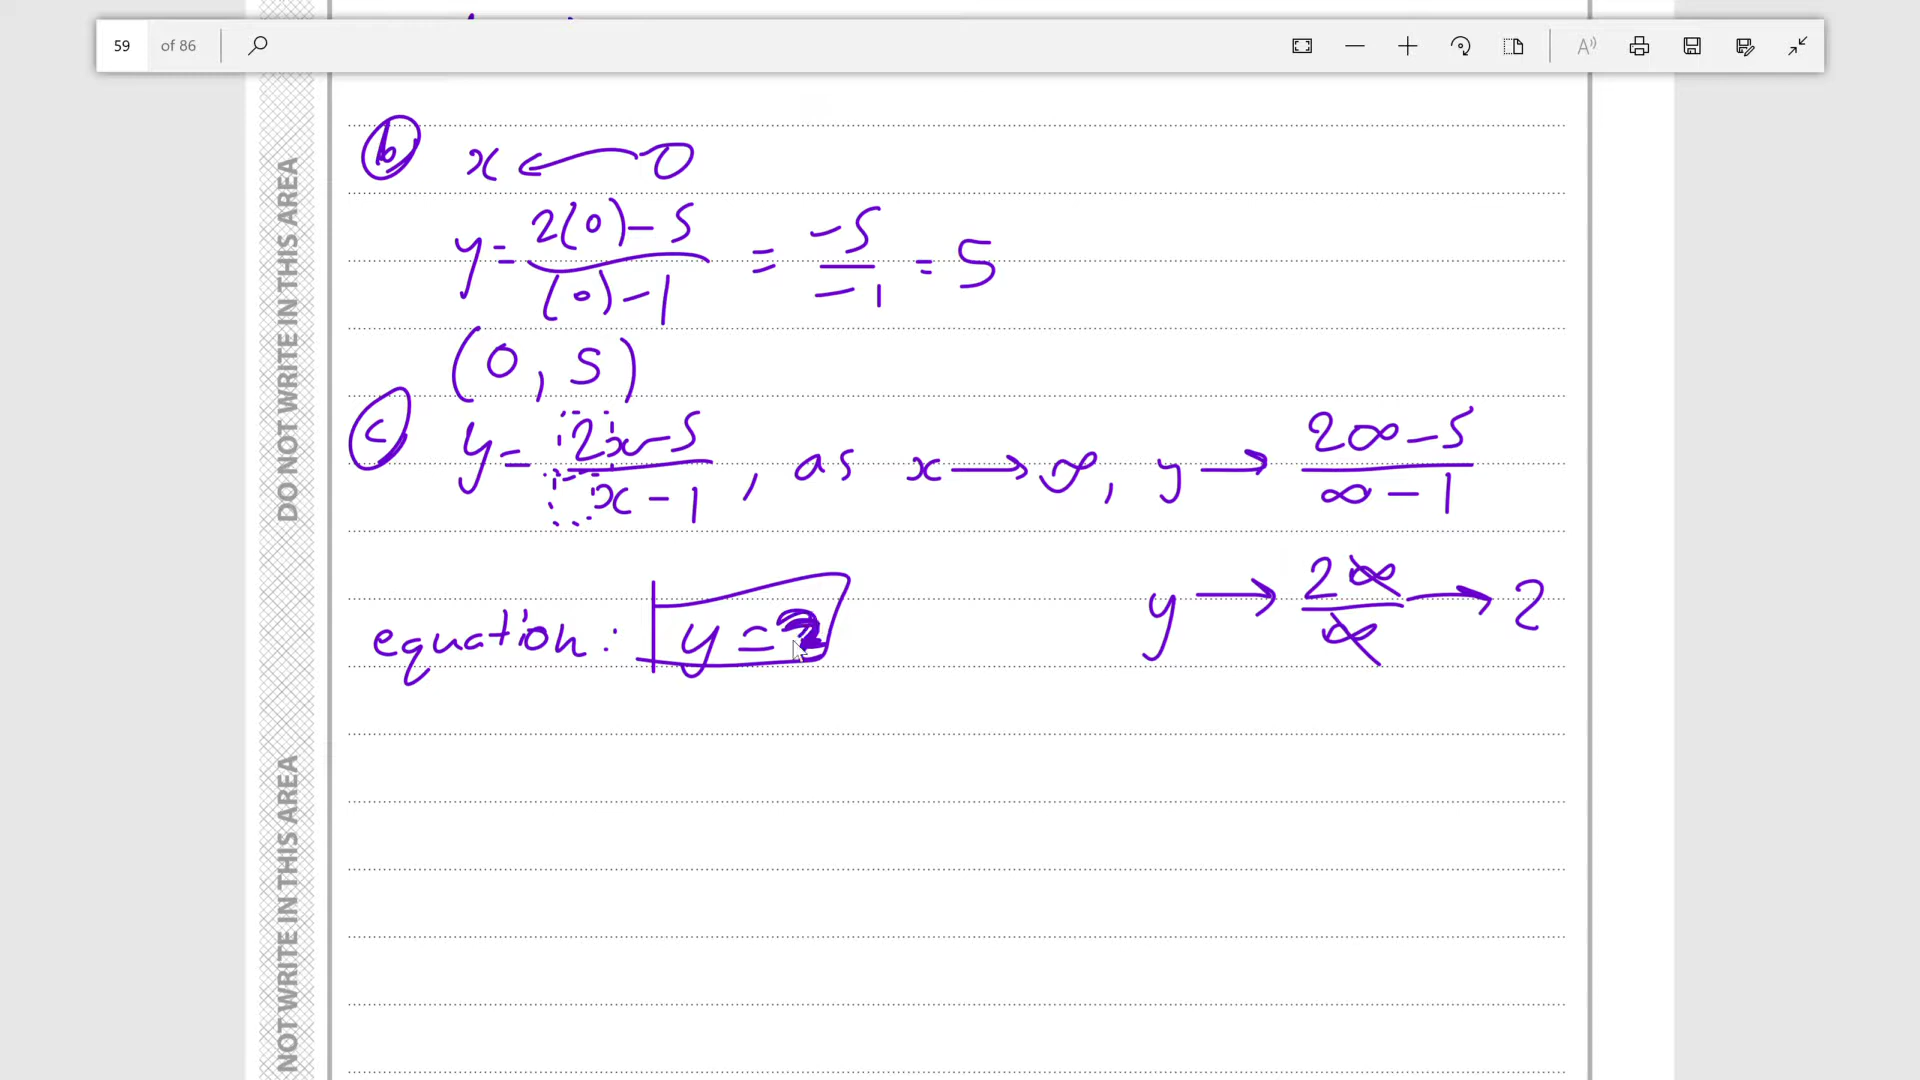 59 of 86
DO NOT WRITE IN THIS AREA
NOT WRITE IN THIS AREA
(b) x ← 0
y = (2(0) - 5)/((0) - 1) = -5/-1 = 5
(0, 5)
(c) y = (2x - 5)/(x - 1), as x → ∞, y → (2∞ - 5)/(∞ - 1)
y → 2∞/∞ → 2
equation: y = 2